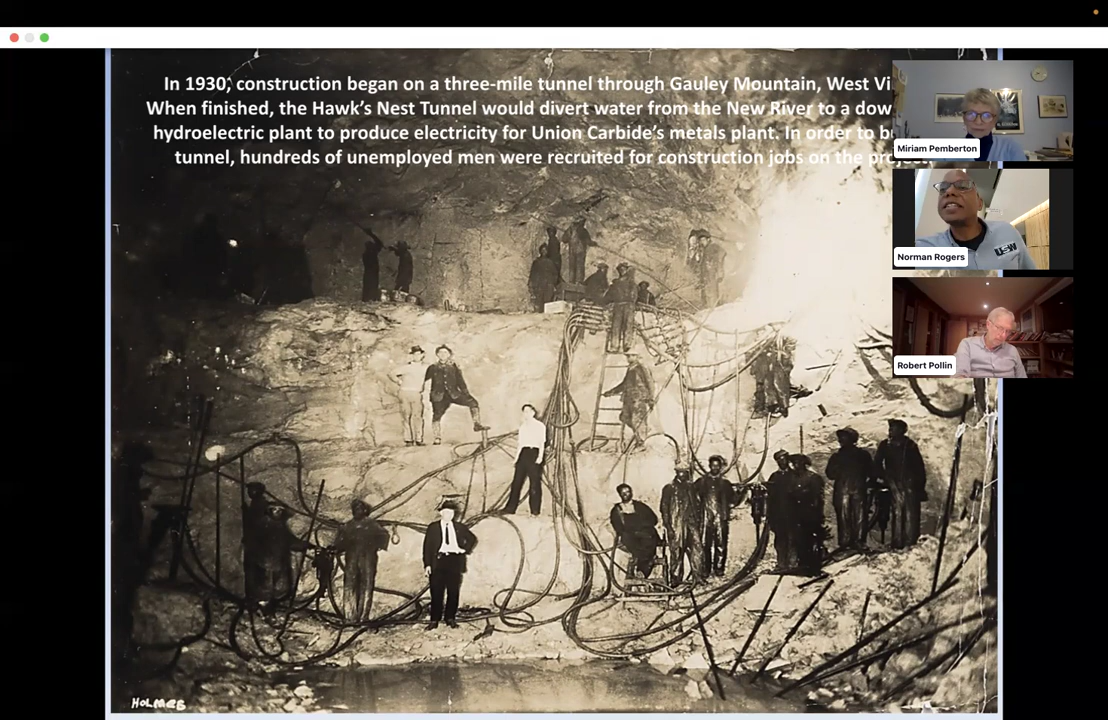 In 1930, construction began on a three-mile tunnel through Gauley Mountain, West Vi
When finished, the Hawk's Nest Tunnel would divert water from the New River to a dow
hydroelectric plant to produce electricity for Union Carbide's metals plant. In order to bu
tunnel, hundreds of unemployed men were recruited for construction jobs on the project.
Miriam Pemberton
USW
Norman Rogers
Robert Pollin
HOLMES